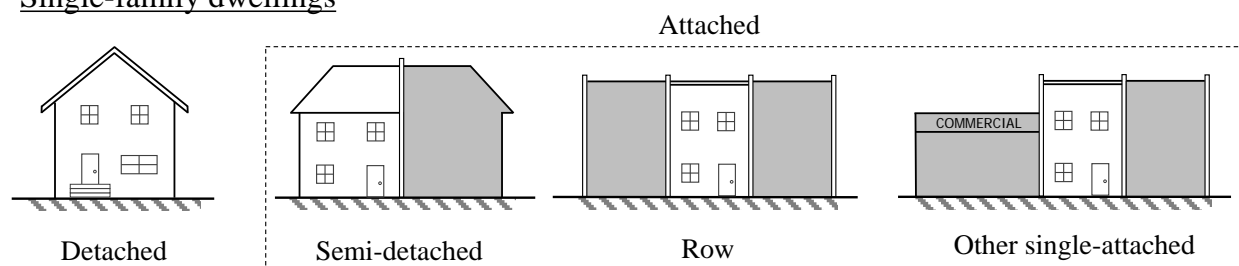 Single-family dwellings
Attached
COMMERCIAL
Detached
Semi-detached
Row
Other single-attached